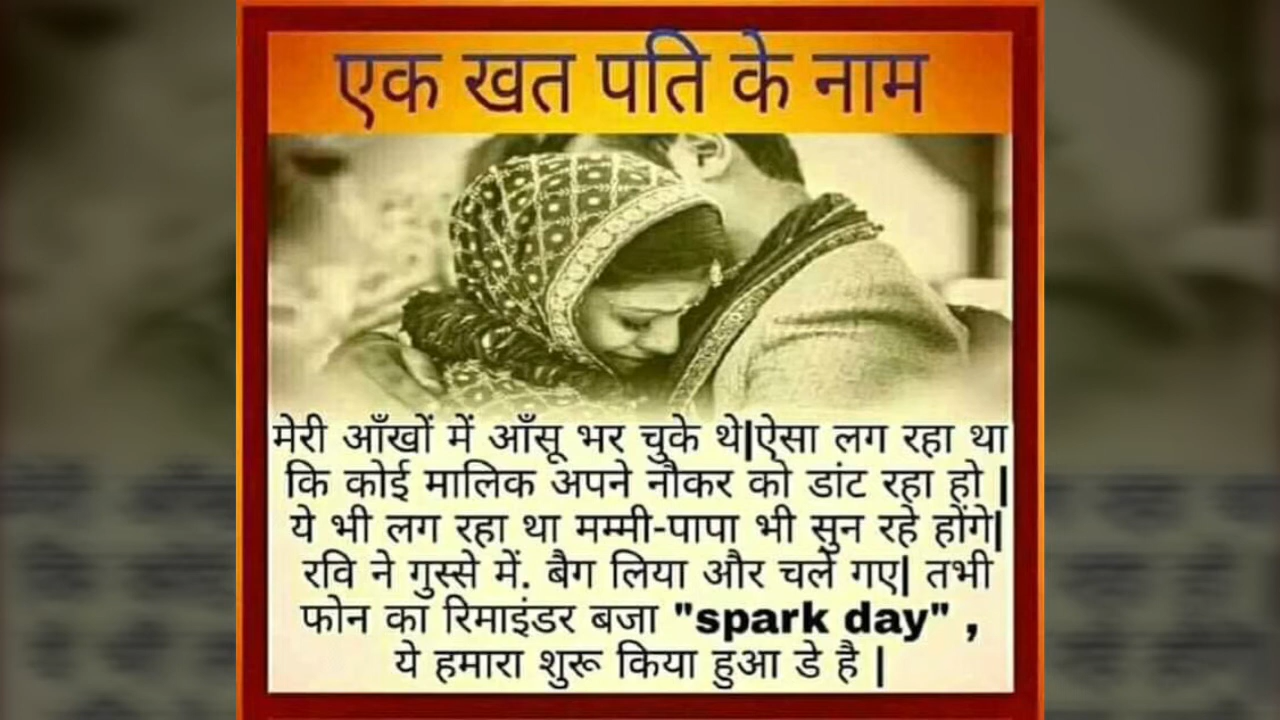 एक खत पति के नाम
मेरी आँखों में आँसू भर चुके थे|ऐसा लग रहा था
कि कोई मालिक अपने नौकर को डांट रहा हो |
ये भी लग रहा था मम्मी-पापा भी सुन रहे होंगे|
रवि ने गुस्से में. बैग लिया और चले गए| तभी
फोन का रिमाइंडर बजा "spark day" ,
ये हमारा शुरू किया हुआ डे है |